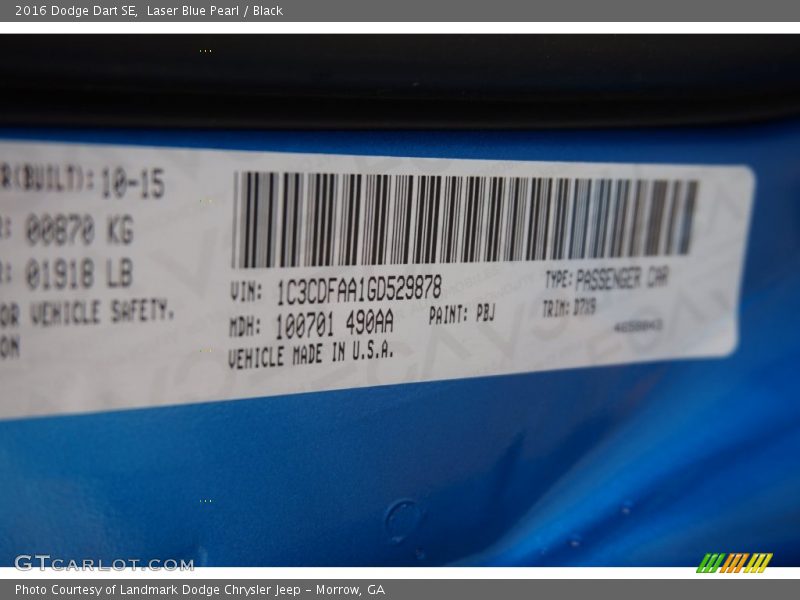 2016 Dodge Dart SE, Laser Blue Pearl / Black
R(BUILT): 10-15
R: 00870 KG
R: 01918 LB
OR VEHICLE SAFETY.
ON
VIN: 1C3CDFAA1GD529878
TYPE: PASSENGER CAR
MDH: 100701 490AA
PAINT: PBJ
TRIM: D7X9
VEHICLE MADE IN U.S.A.
GTCARLOT.COM
Photo Courtesy of Landmark Dodge Chrysler Jeep – Morrow, GA